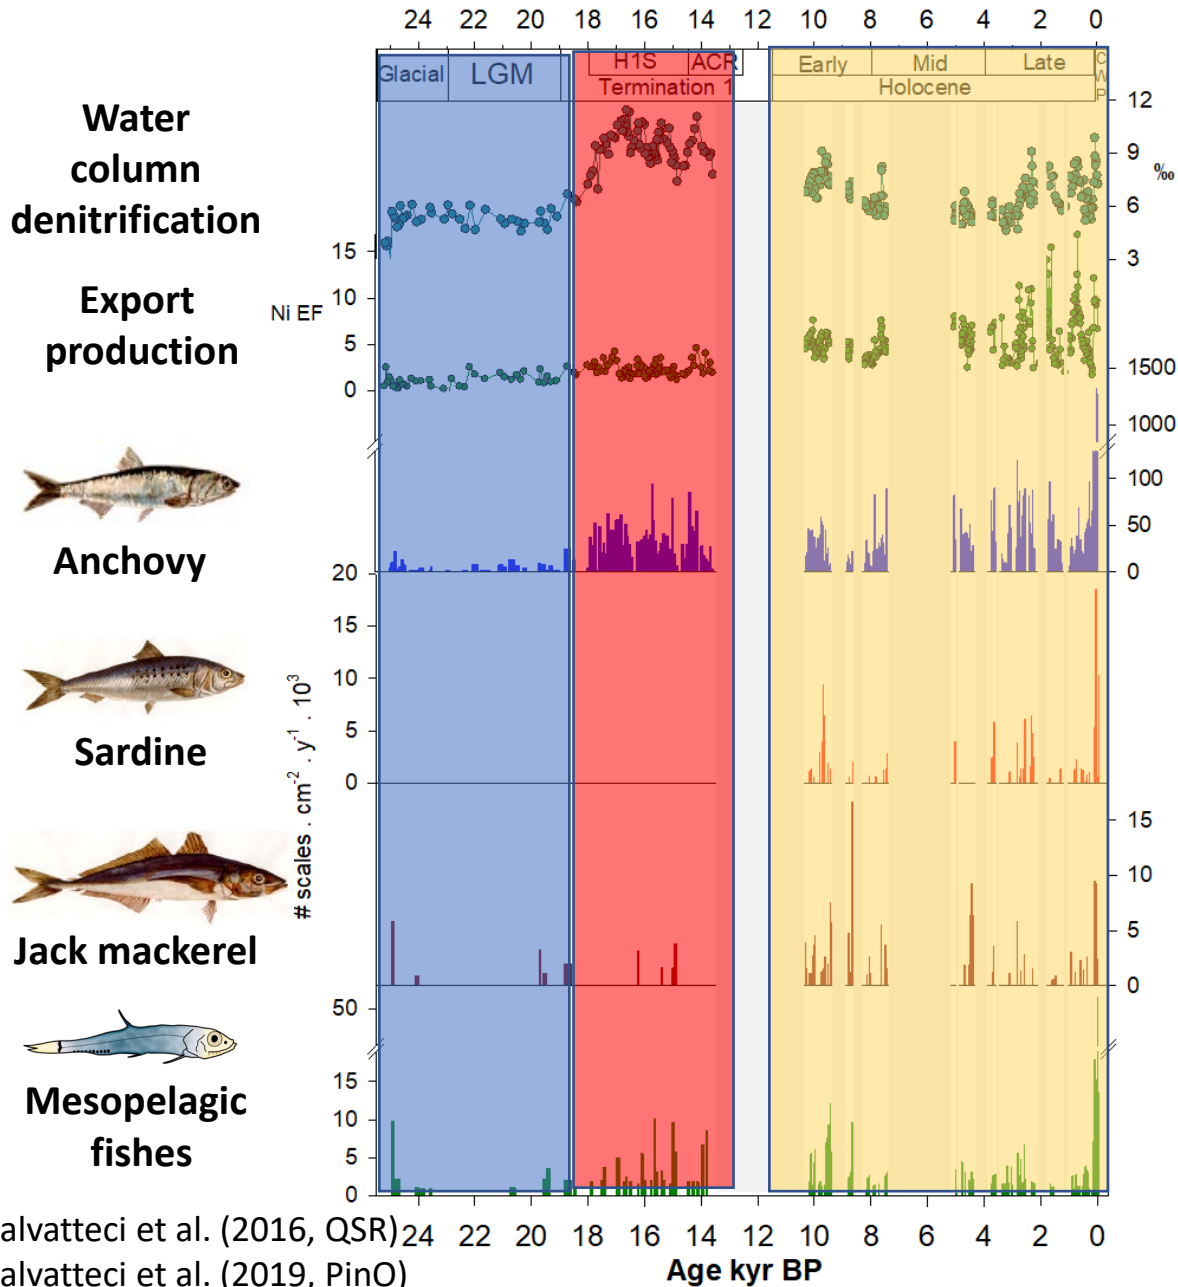 24 22 20 18 16 14 12 10 8 6 4 2 0
Glacial LGM H1S ACR Early Mid Late CWP
Termination 1 Holocene
Water
column
denitrification
12
9
6
3
‰
Export
production
Ni EF
15
10
5
0
1500
1000
100
50
0
Anchovy
20
15
10
5
0
Sardine
# scales . cm-2 . y-1 . 103
15
10
5
0
Jack mackerel
50
15
10
5
0
Mesopelagic
fishes
24 22 20 18 16 14 12 10 8 6 4 2 0
Age kyr BP
alvatteci et al. (2016, QSR)
alvatteci et al. (2019, PinO)